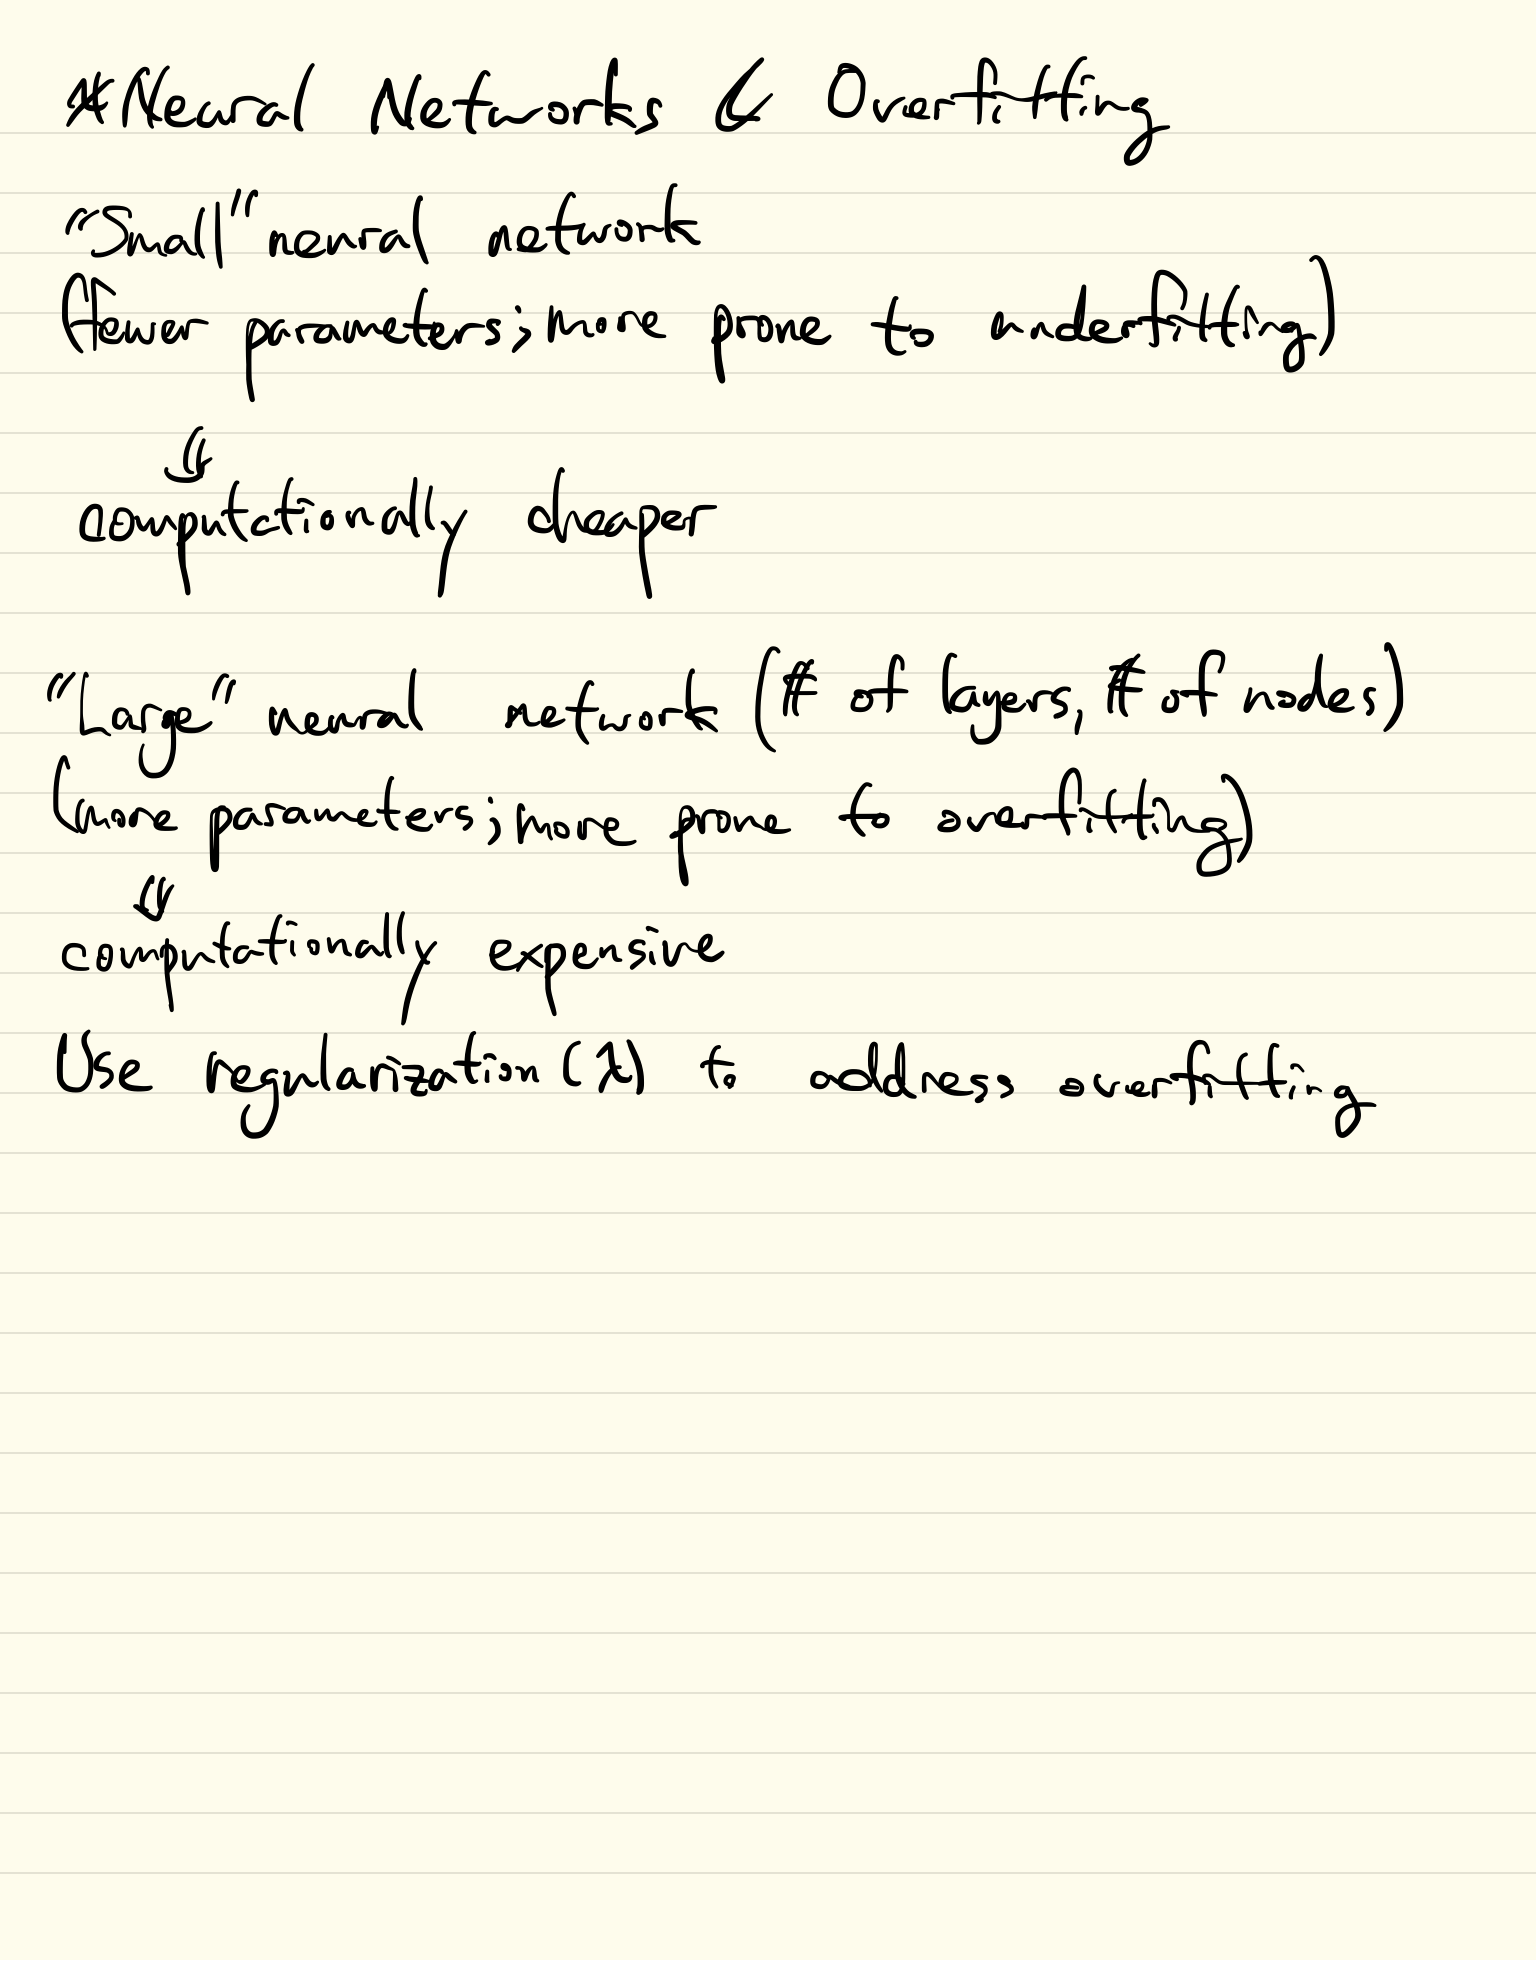 *Neural Networks & Overfitting
"Small" neural network
(fewer parameters; more prone to underfitting)
⇓
computationally cheaper
"Large" neural network (# of layers, # of nodes)
(more parameters; more prone to overfitting)
⇓
computationally expensive
Use regularization (λ) to address overfitting